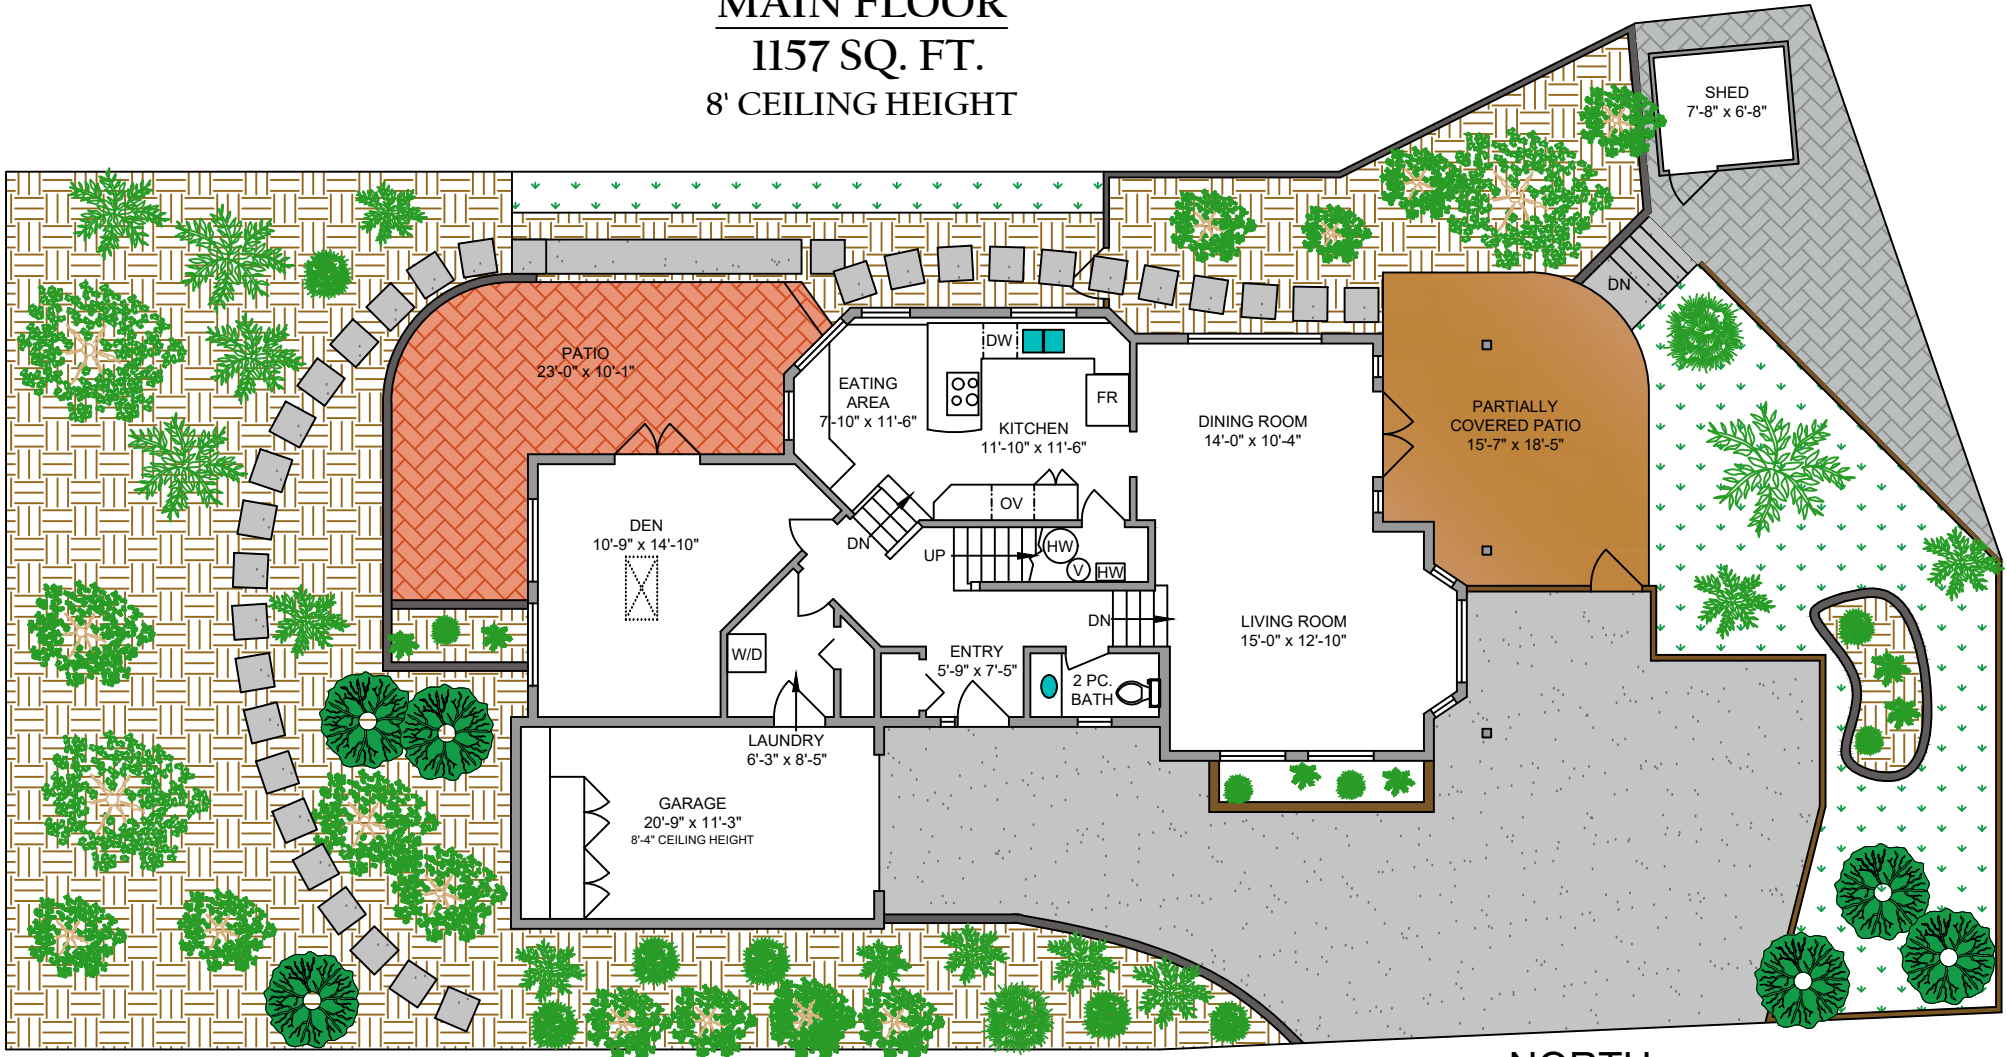 MAIN FLOOR
1157 SQ. FT.
8' CEILING HEIGHT
SHED
7'-8" x 6'-8"
DN
PATIO
23'-0" x 10'-1"
EATING
AREA
7'-10" x 11'-6"
DW
FR
KITCHEN
11'-10" x 11'-6"
OV
DINING ROOM
14'-0" x 10'-4"
PARTIALLY
COVERED PATIO
15'-7" x 18'-5"
DEN
10'-9" x 14'-10"
DN
UP
HW
V
HW
DN
LIVING ROOM
15'-0" x 12'-10"
W/D
ENTRY
5'-9" x 7'-5"
2 PC.
BATH
LAUNDRY
6'-3" x 8'-5"
GARAGE
20'-9" x 11'-3"
8'-4" CEILING HEIGHT
NORTH